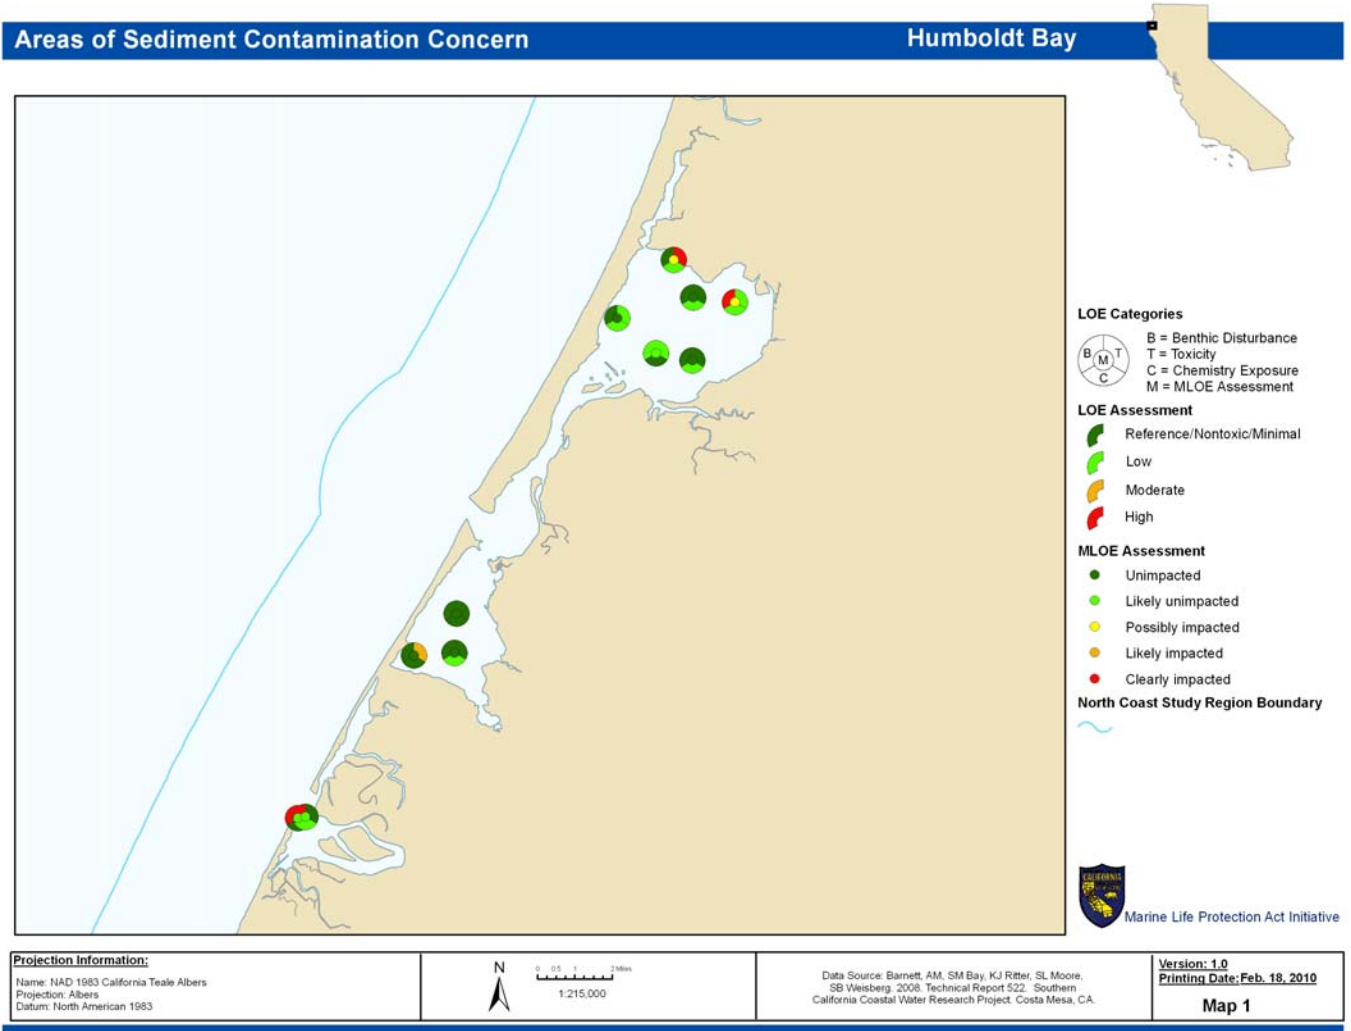 Areas of Sediment Contamination Concern
Humboldt Bay
LOE Categories
B
T
M
C
B = Benthic Disturbance
T = Toxicity
C = Chemistry Exposure
M = MLOE Assessment
LOE Assessment
Reference/Nontoxic/Minimal
Low
Moderate
High
MLOE Assessment
Unimpacted
Likely unimpacted
Possibly impacted
Likely impacted
Clearly impacted
North Coast Study Region Boundary
CALIFORNIA
Marine Life Protection Act Initiative
Projection Information:
Name: NAD 1983 California Teale Albers
Projection: Albers
Datum: North American 1983
N
0 0.5 1 2 Miles
1:215,000
Data Source: Barnett, AM, SM Bay, KJ Ritter, SL Moore,
SB Weisberg. 2008. Technical Report 522. Southern
California Coastal Water Research Project. Costa Mesa, CA.
Version: 1.0
Printing Date: Feb. 18, 2010
Map 1